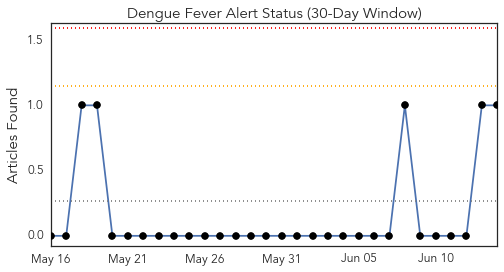 Dengue Fever Alert Status (30-Day Window)
1.5
1.0
0.5
0.0
Articles Found
May 16 May 21 May 26 May 31 Jun 05 Jun 10